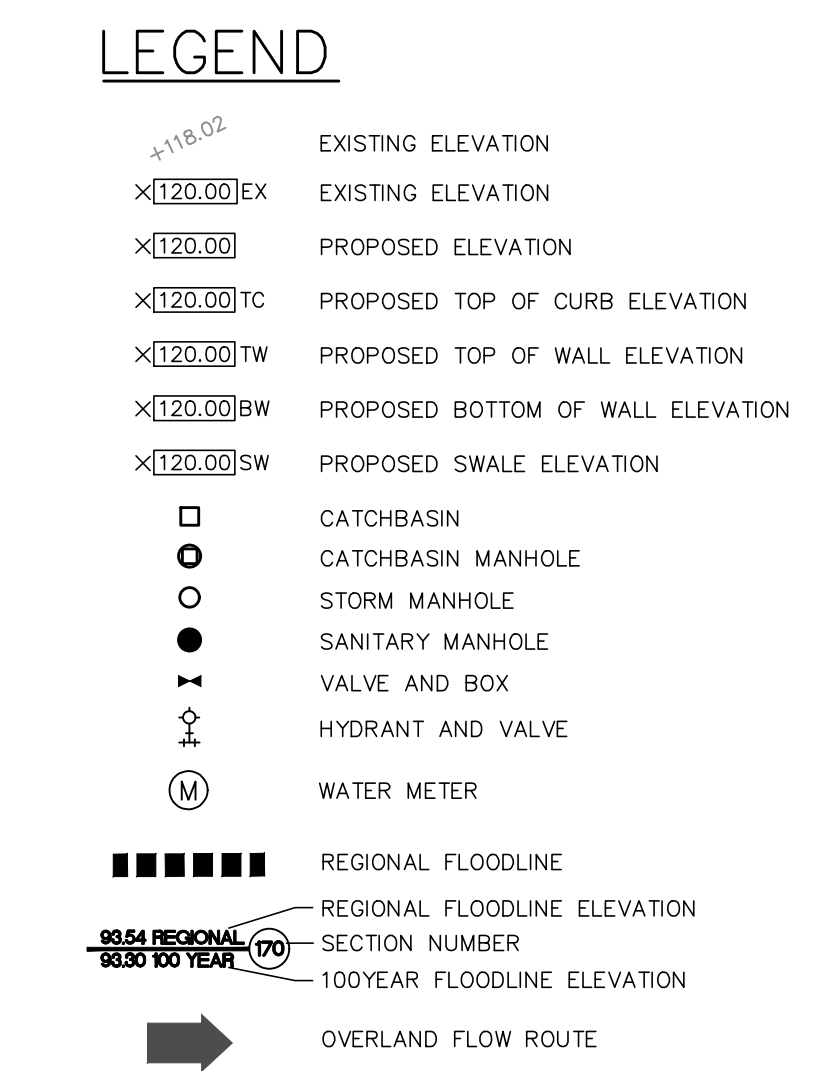 LEGEND
+118.02 EXISTING ELEVATION
×120.00 EX EXISTING ELEVATION
×120.00 PROPOSED ELEVATION
×120.00 TC PROPOSED TOP OF CURB ELEVATION
×120.00 TW PROPOSED TOP OF WALL ELEVATION
×120.00 BW PROPOSED BOTTOM OF WALL ELEVATION
×120.00 SW PROPOSED SWALE ELEVATION
CATCHBASIN
CATCHBASIN MANHOLE
STORM MANHOLE
SANITARY MANHOLE
VALVE AND BOX
HYDRANT AND VALVE
M WATER METER
REGIONAL FLOODLINE
REGIONAL FLOODLINE ELEVATION
93.54 REGIONAL
170 SECTION NUMBER
93.30 100 YEAR
100YEAR FLOODLINE ELEVATION
OVERLAND FLOW ROUTE